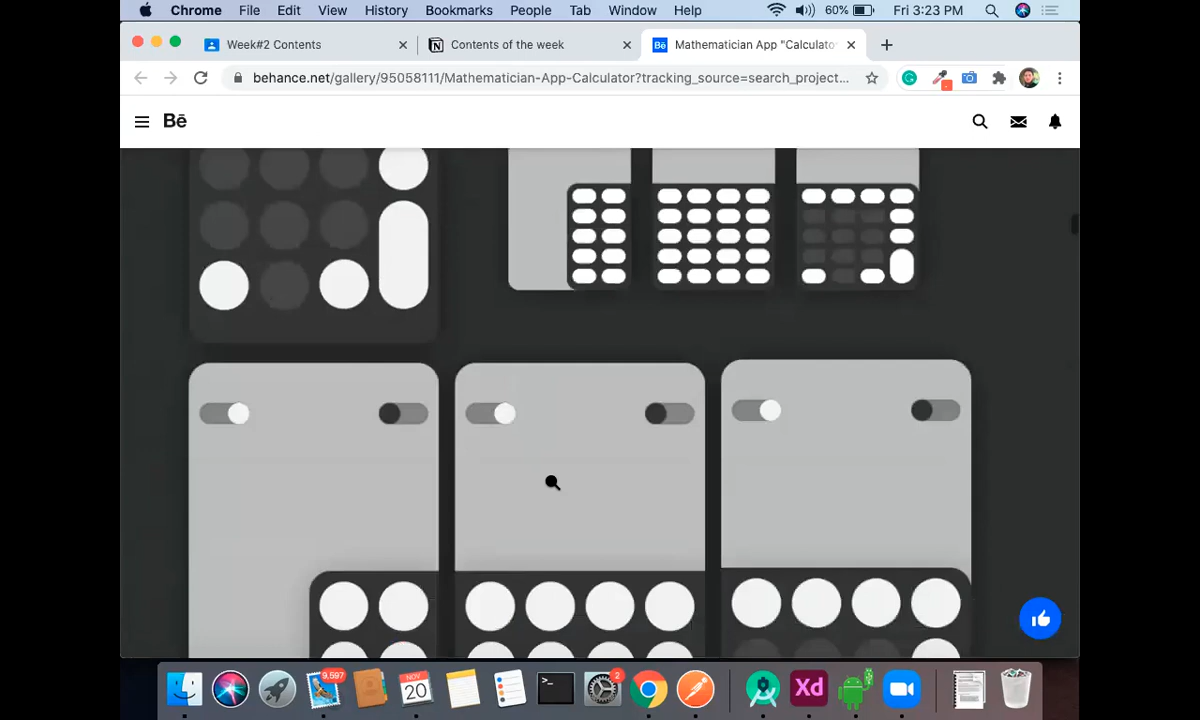 Chrome File Edit View History Bookmarks People Tab Window Help 60% Fri 3:23 PM
Week#2 Contents Contents of the week Bē Mathematician App "Calculato
behance.net/gallery/95058111/Mathematician-App-Calculator?tracking_source=search_project...
Bē
9,597 NOV 20 >_ 2 Xd